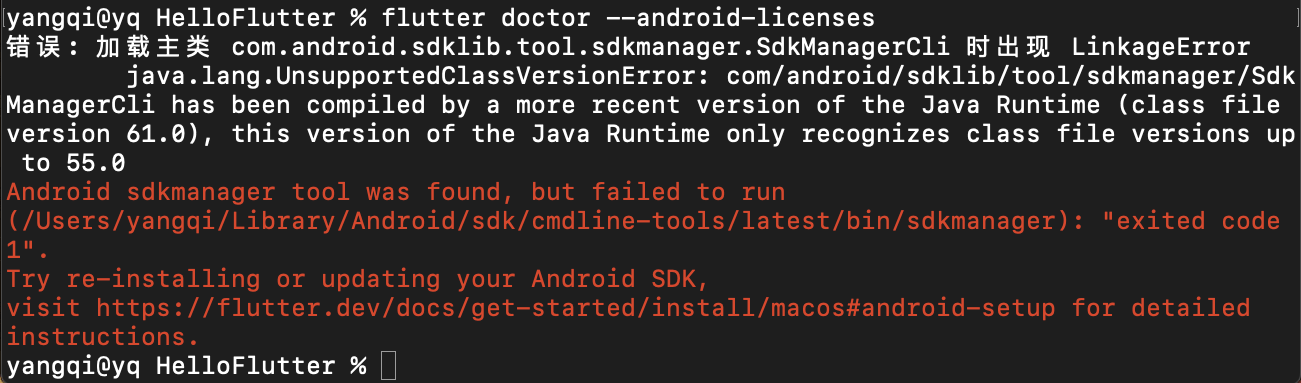 yangqi@yq HelloFlutter % flutter doctor --android-licenses
错误: 加载主类 com.android.sdklib.tool.sdkmanager.SdkManagerCli 时出现 LinkageError
        java.lang.UnsupportedClassVersionError: com/android/sdklib/tool/sdkmanager/Sdk
ManagerCli has been compiled by a more recent version of the Java Runtime (class file
version 61.0), this version of the Java Runtime only recognizes class file versions up
 to 55.0
Android sdkmanager tool was found, but failed to run
(/Users/yangqi/Library/Android/sdk/cmdline-tools/latest/bin/sdkmanager): "exited code
1".
Try re-installing or updating your Android SDK,
visit https://flutter.dev/docs/get-started/install/macos#android-setup for detailed
instructions.
yangqi@yq HelloFlutter %